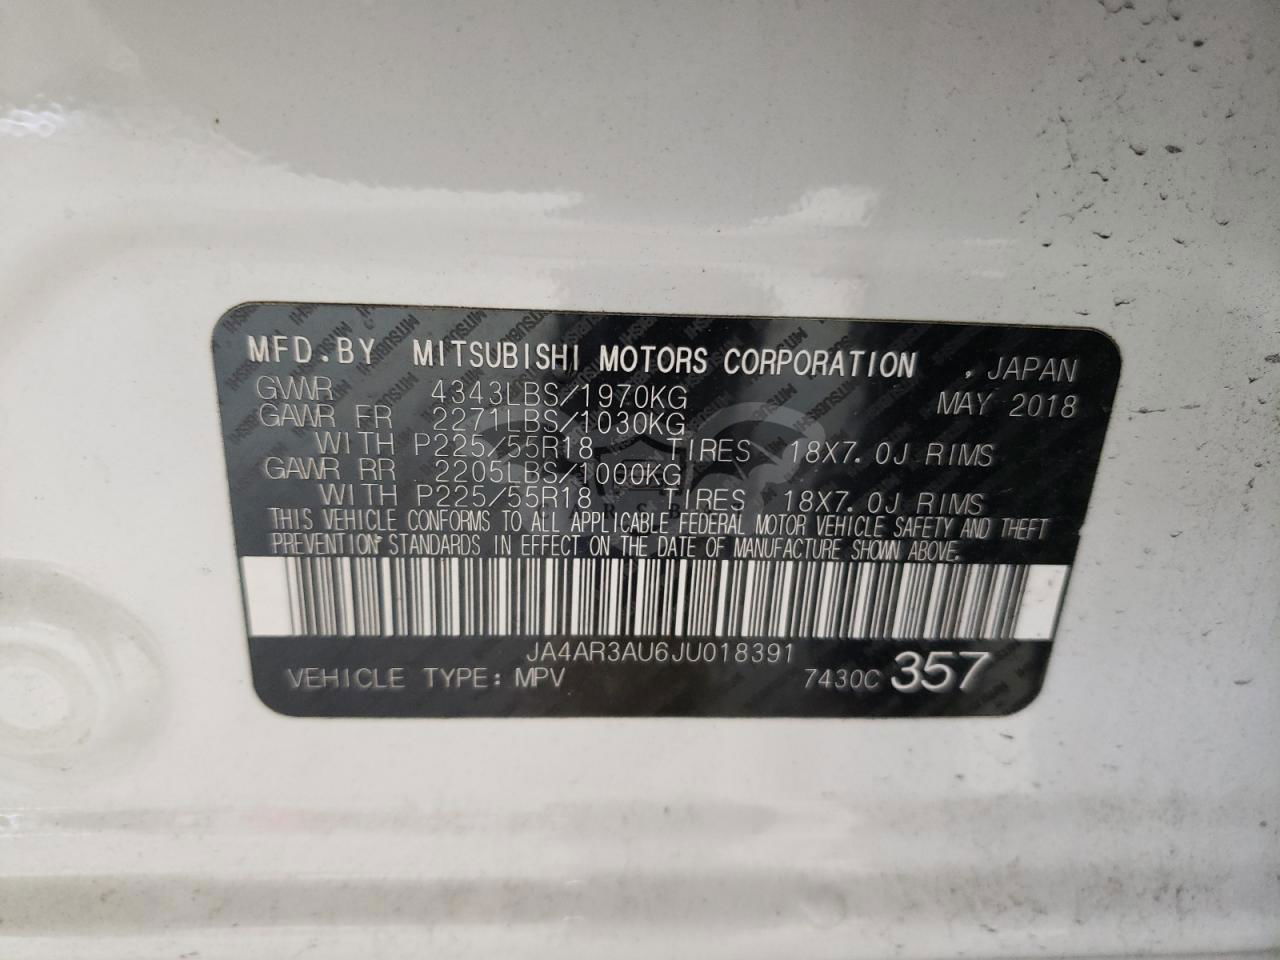 MFD.BY MITSUBISHI MOTORS CORPORATION , JAPAN
GVWR 4343LBS/1970KG MAY 2018
GAWR FR 2271LBS/1030KG
WITH P225/55R18 TIRES 18X7.0J RIMS
GAWR RR 2205LBS/1000KG
WITH P225/55R18 TIRES 18X7.0J RIMS
THIS VEHICLE CONFORMS TO ALL APPLICABLE FEDERAL MOTOR VEHICLE SAFETY AND THEFT
PREVENTION STANDARDS IN EFFECT ON THE DATE OF MANUFACTURE SHOWN ABOVE.
JA4AR3AU6JU018391
VEHICLE TYPE: MPV 7430C 357